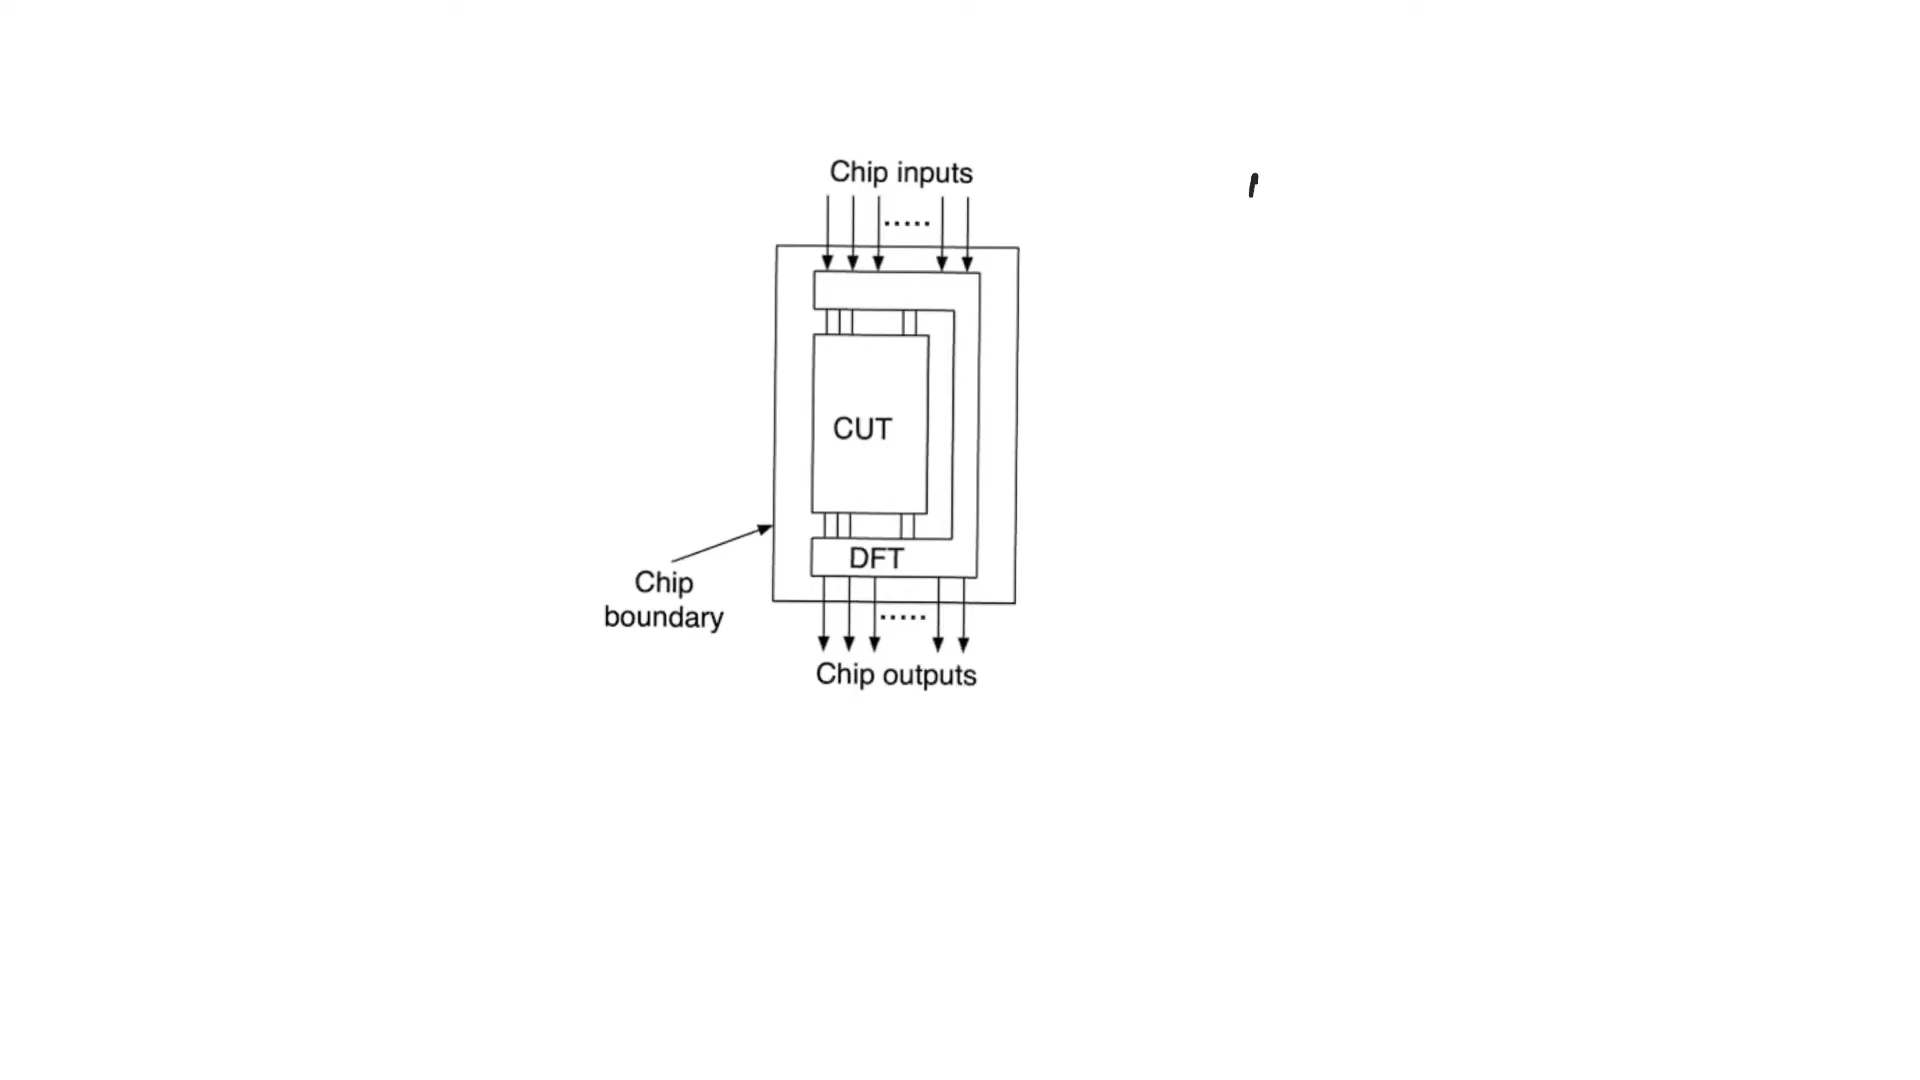 Chip inputs
.....
CUT
DFT
Chip
boundary
.....
Chip outputs